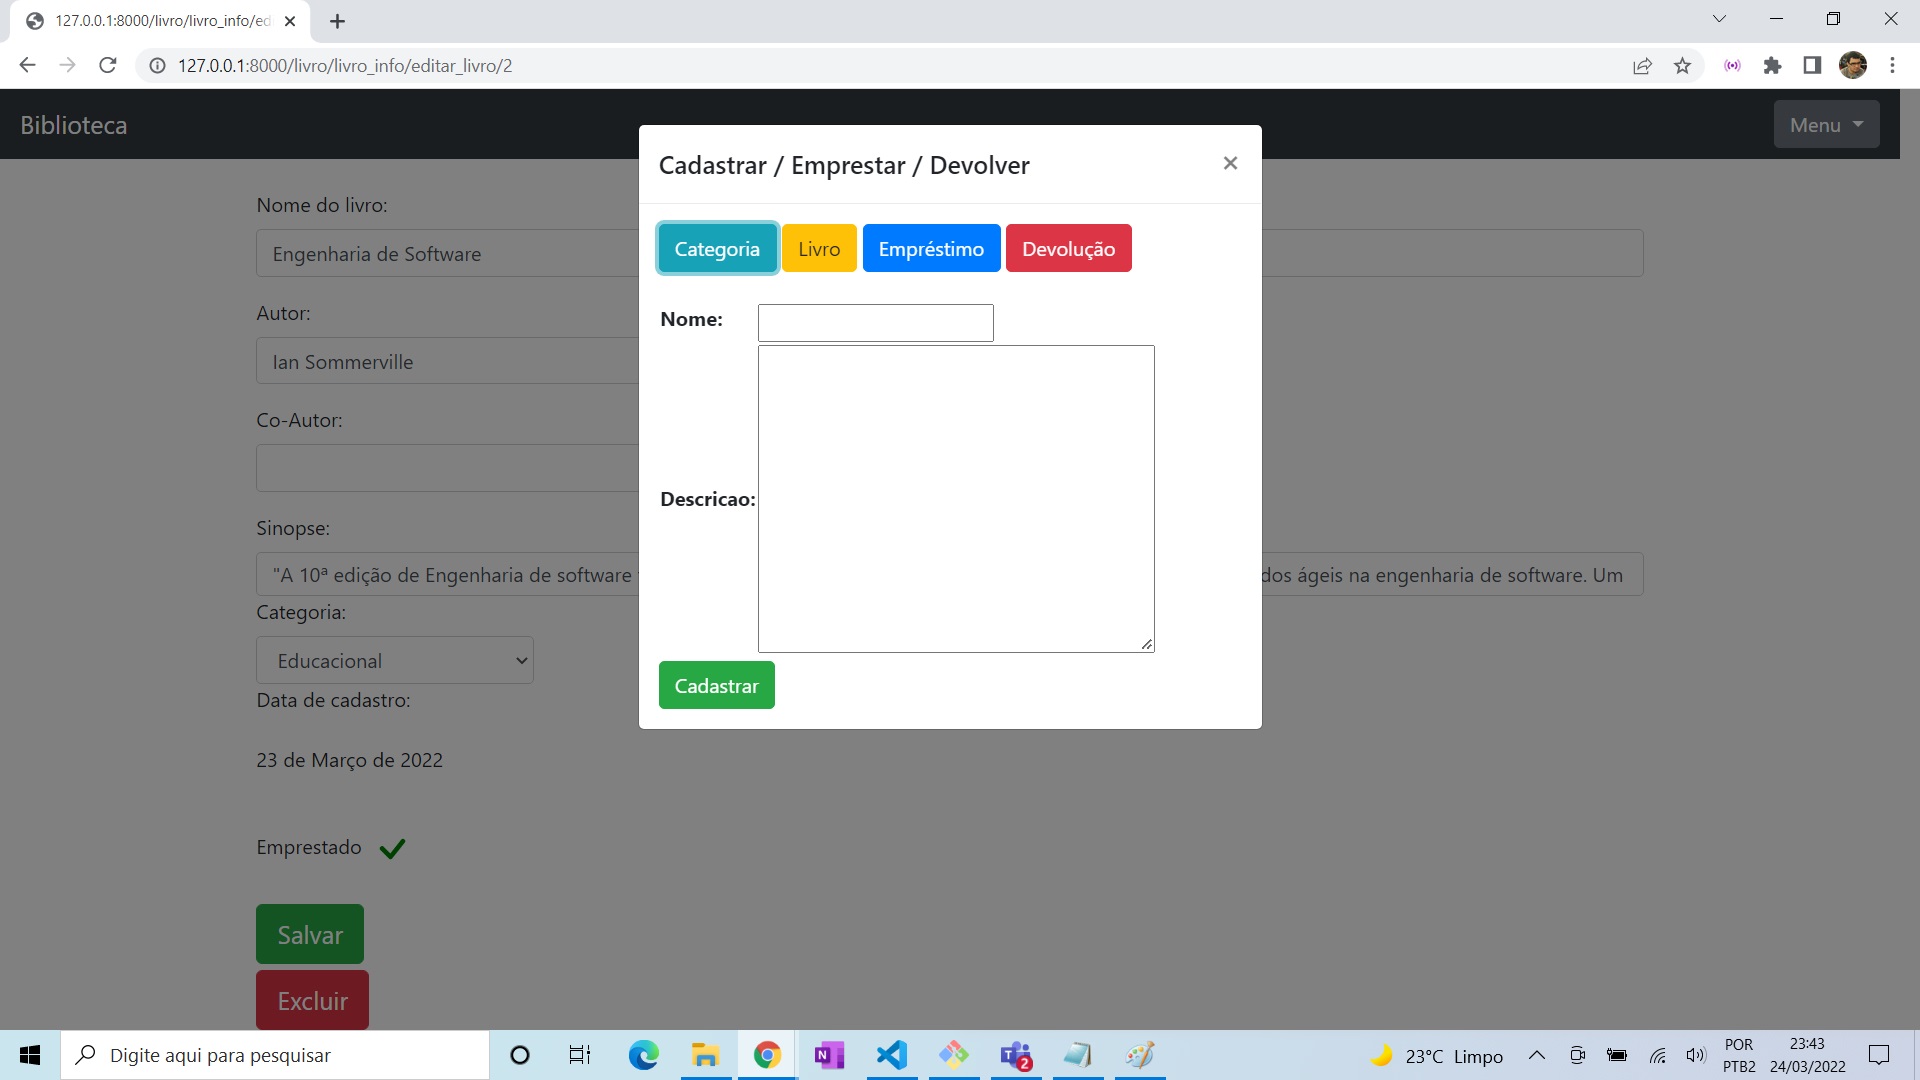 127.0.0.1:8000/livro/livro_info/ed
127.0.0.1:8000/livro/livro_info/editar_livro/2
Biblioteca
Menu
Cadastrar / Emprestar / Devolver
×
Categoria Livro Empréstimo Devolução
Nome:
Descricao:
Cadastrar
Nome do livro:
Engenharia de Software
Autor:
Ian Sommerville
Co-Autor:
Sinopse:
"A 10ª edição de Engenharia de software dos ágeis na engenharia de software. Um
Categoria:
Educacional
Data de cadastro:
23 de Março de 2022
Emprestado
Salvar
Excluir
Digite aqui para pesquisar
N
T
2
23°C Limpo
POR
PTB2
23:43
24/03/2022